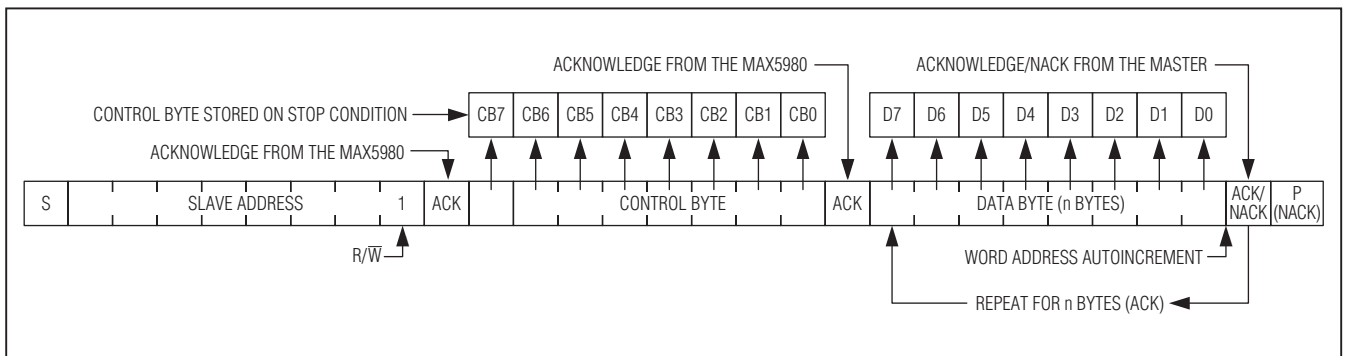 ACKNOWLEDGE FROM THE MAX5980
ACKNOWLEDGE/NACK FROM THE MASTER
CONTROL BYTE STORED ON STOP CONDITION
CB7 CB6 CB5 CB4 CB3 CB2 CB1 CB0
D7 D6 D5 D4 D3 D2 D1 D0
ACKNOWLEDGE FROM THE MAX5980
S SLAVE ADDRESS 1 ACK CONTROL BYTE ACK DATA BYTE (n BYTES) ACK/
NACK
P
(NACK)
R/W̅
WORD ADDRESS AUTOINCREMENT
REPEAT FOR n BYTES (ACK)